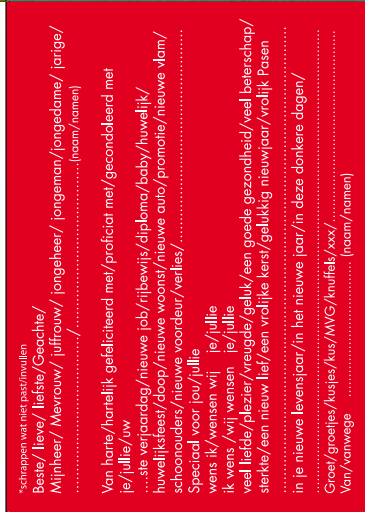 *schrappen wat niet past/invullen
Beste/ lieve/ liefste/Geachte/
Mijnheer/ Mevrouw/ juffrouw/ jongeheer/ jongeman/jongedame/ jarige/
............................................/............................................(naam/namen)
Van harte/hartelijk gefeliciteerd met/proficiat met/gecondoleerd met
je/jullie/uw
....ste verjaardag/nieuwe job/rijbewijs/diploma/baby/huwelijk/
huwelijksfeest/doop/nieuwe woonst/nieuwe auto/promotie/nieuwe vlam/
schoonouders/nieuwe voordeur/verlies/............................................
Speciaal voor jou/jullie
wens ik/wensen wij je/jullie
ik wens /wij wensen je/jullie
veel liefde/plezier/vreugde/geluk/een goede gezondheid/veel beterschap/
sterkte/een nieuw lief/een vrolijke kerst/gelukkig nieuwjaar/vrolijk Pasen
............................................................................................
in je nieuwe levensjaar/in het nieuwe jaar/in deze donkere dagen/
............................................................................................
Groet/groetjes/kusjes/kus/MVG/knuffels/xxx/............................................
Van/vanwege ............................................(naam/namen)